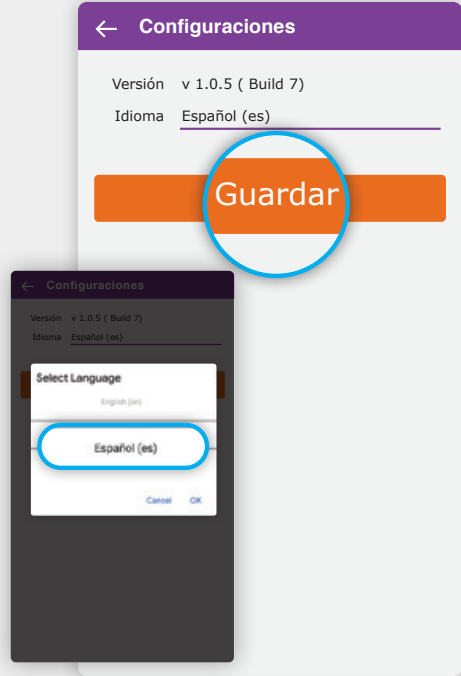 ← Configuraciones
Versión v 1.0.5 ( Build 7)
Idioma Español (es)
Guardar
← Configuraciones
Versión v 1.0.5 ( Build 7)
Idioma Español (es)
Select Language
English (en)
Español (es)
Cancel OK